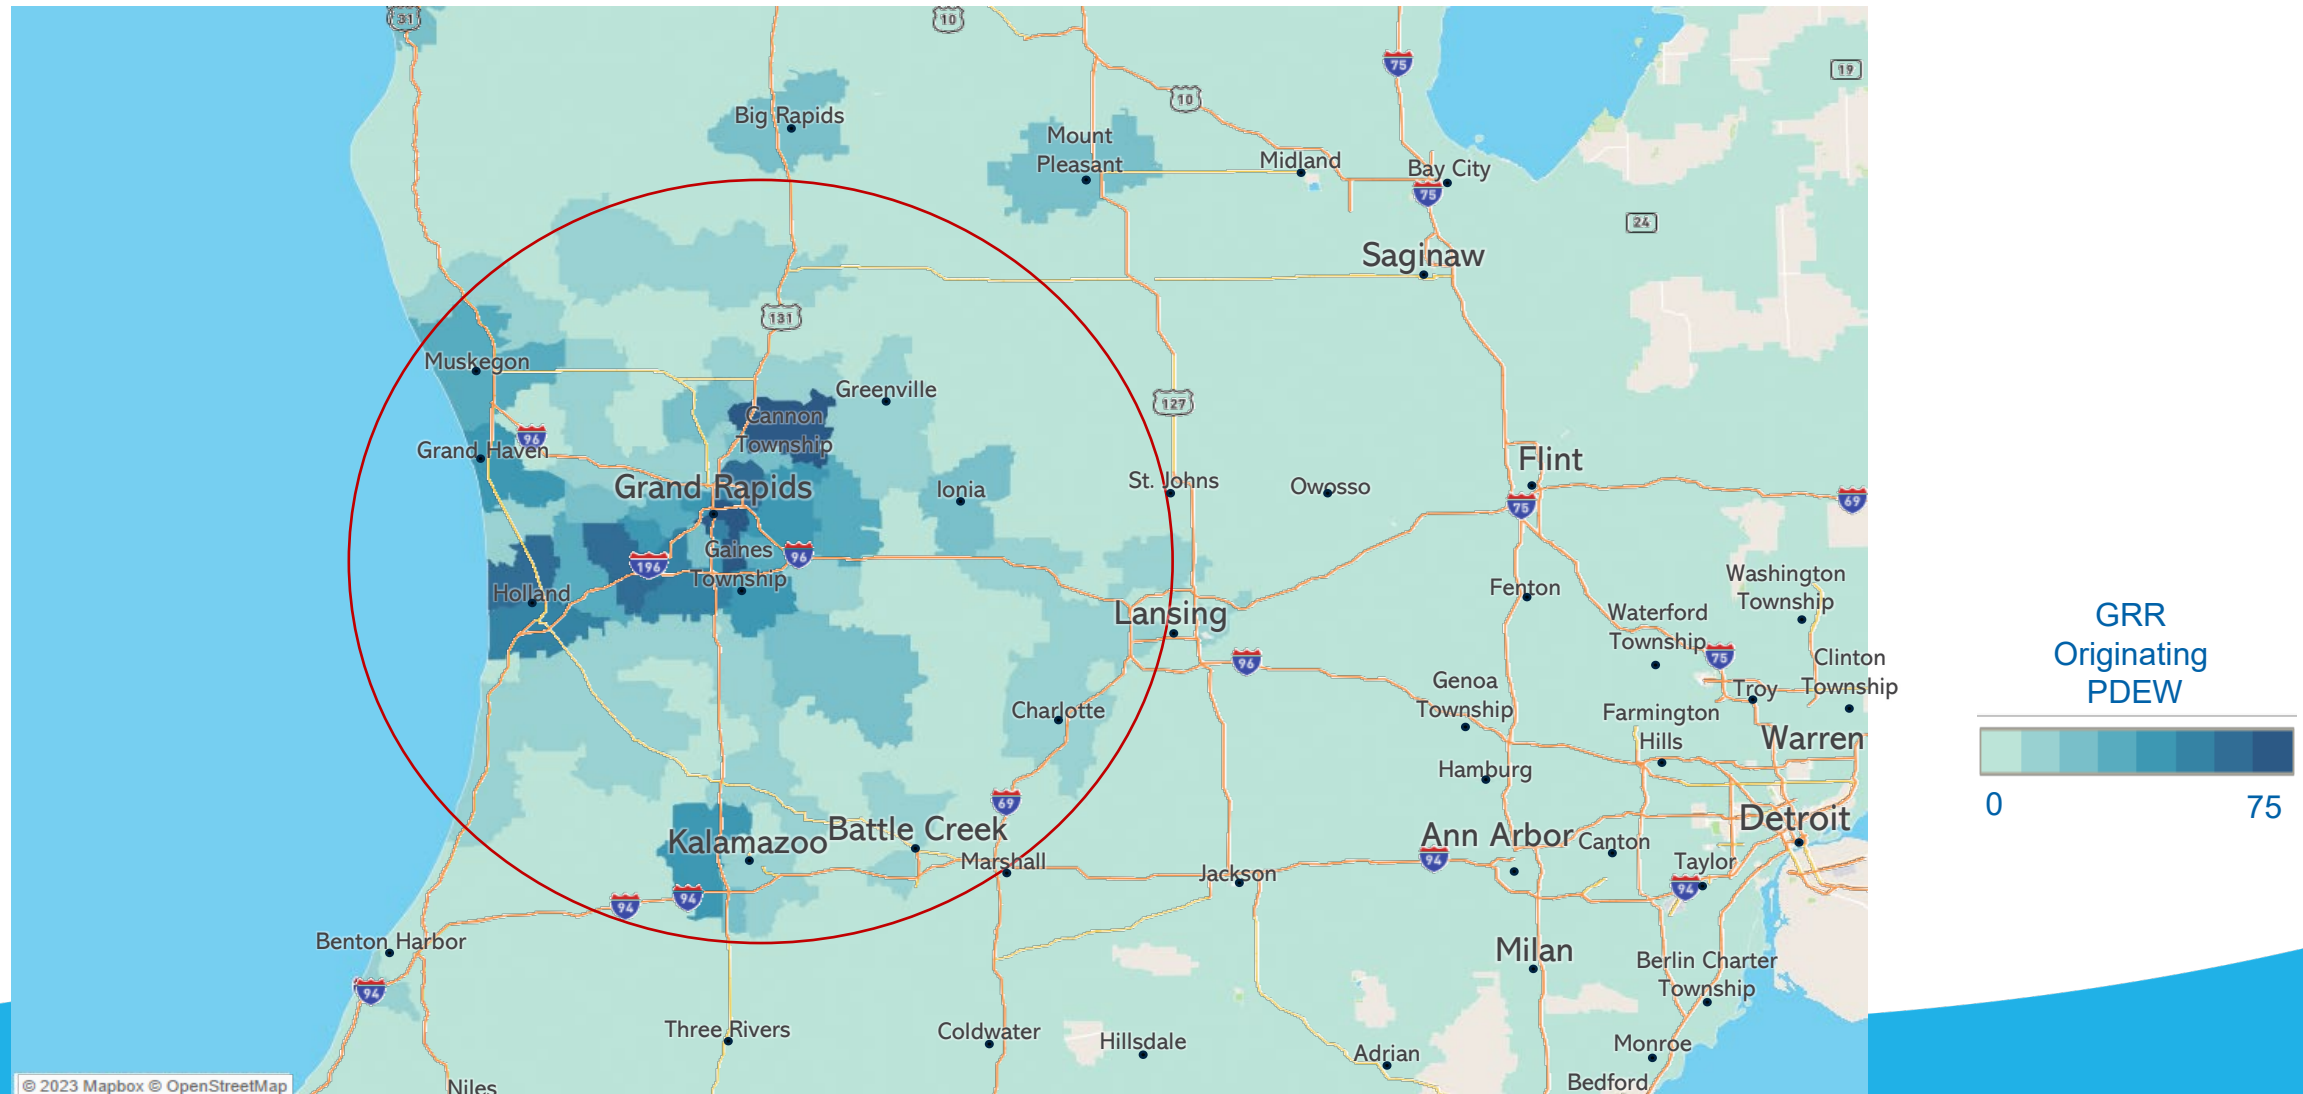 31
10
75
19
Big Rapids
10
Mount
Pleasant
Midland
Bay City
75
24
Saginaw
131
Muskegon
Greenville
127
Cannon
Township
96
Grand Haven
Flint
Grand Rapids
Ionia
St. Johns
Owosso
75
69
Gaines
Township
96
196
Holland
Lansing
Fenton
Washington
Township
Waterford
Township
96
75
Clinton
Township
Genoa
Township
Troy
Charlotte
Farmington
Hills
Warren
Hamburg
69
Kalamazoo
Battle Creek
Marshall
Jackson
Ann Arbor
94
Canton
Detroit
Taylor
94
94
94
Benton Harbor
94
Milan
Berlin Charter
Township
Three Rivers
Coldwater
Hillsdale
Adrian
Monroe
Bedford
Niles
© 2023 Mapbox © OpenStreetMap
GRR
Originating
PDEW
0
75